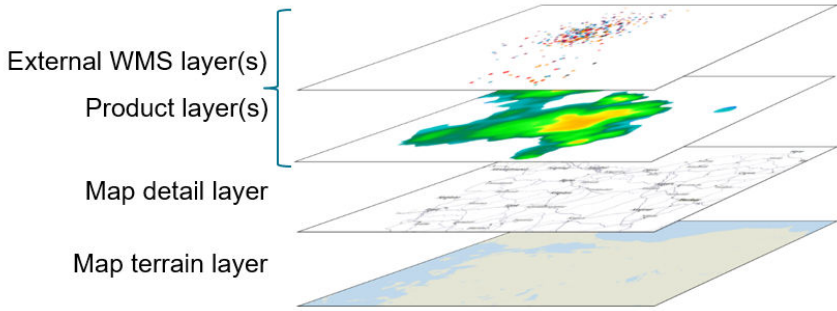 External WMS layer(s)
Product layer(s)
Map detail layer
Map terrain layer